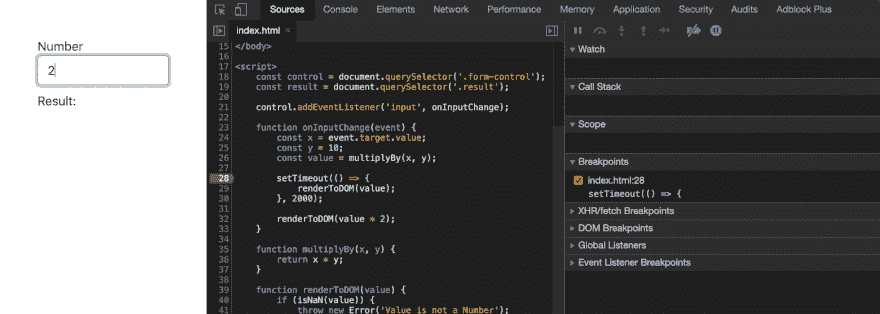 Number
2
Result:
Sources Console Elements Network Performance Memory Application Security Audits Adblock Plus
index.html ×
15 </body>
16
17 <script>
18 const control = document.querySelector('.form-control');
19 const result = document.querySelector('.result');
20
21 control.addEventListener('input', onInputChange);
22
23 function onInputChange(event) {
24 const x = event.target.value;
25 const y = 10;
26 const value = multiplyBy(x, y);
27
28 setTimeout(() => {
29 renderToDOM(value);
30 }, 2000);
31
32 renderToDOM(value * 2);
33 }
34
35 function multiplyBy(x, y) {
36 return x * y;
37 }
38
39 function renderToDOM(value) {
40 if (isNaN(value)) {
41 throw new Error('Value is not a Number');
Watch
Call Stack
Scope
Breakpoints
index.html:28
setTimeout(() => {
XHR/fetch Breakpoints
DOM Breakpoints
Global Listeners
Event Listener Breakpoints